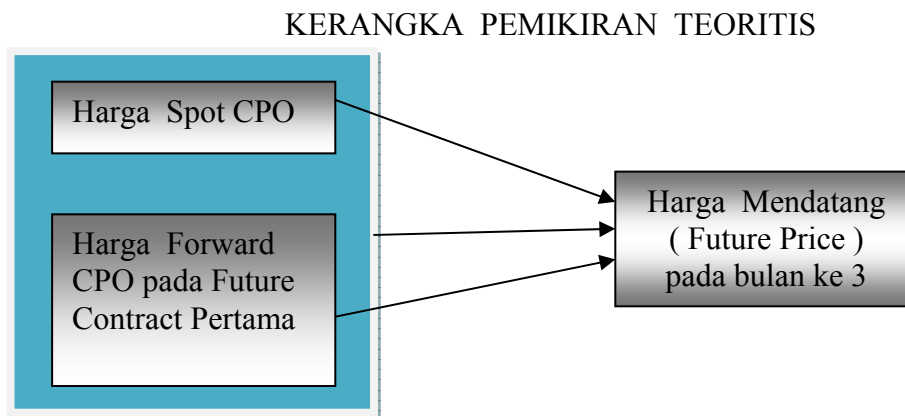 KERANGKA PEMIKIRAN TEORITIS
Harga Spot CPO
Harga Forward
CPO pada Future
Contract Pertama
Harga Mendatang
( Future Price )
pada bulan ke 3